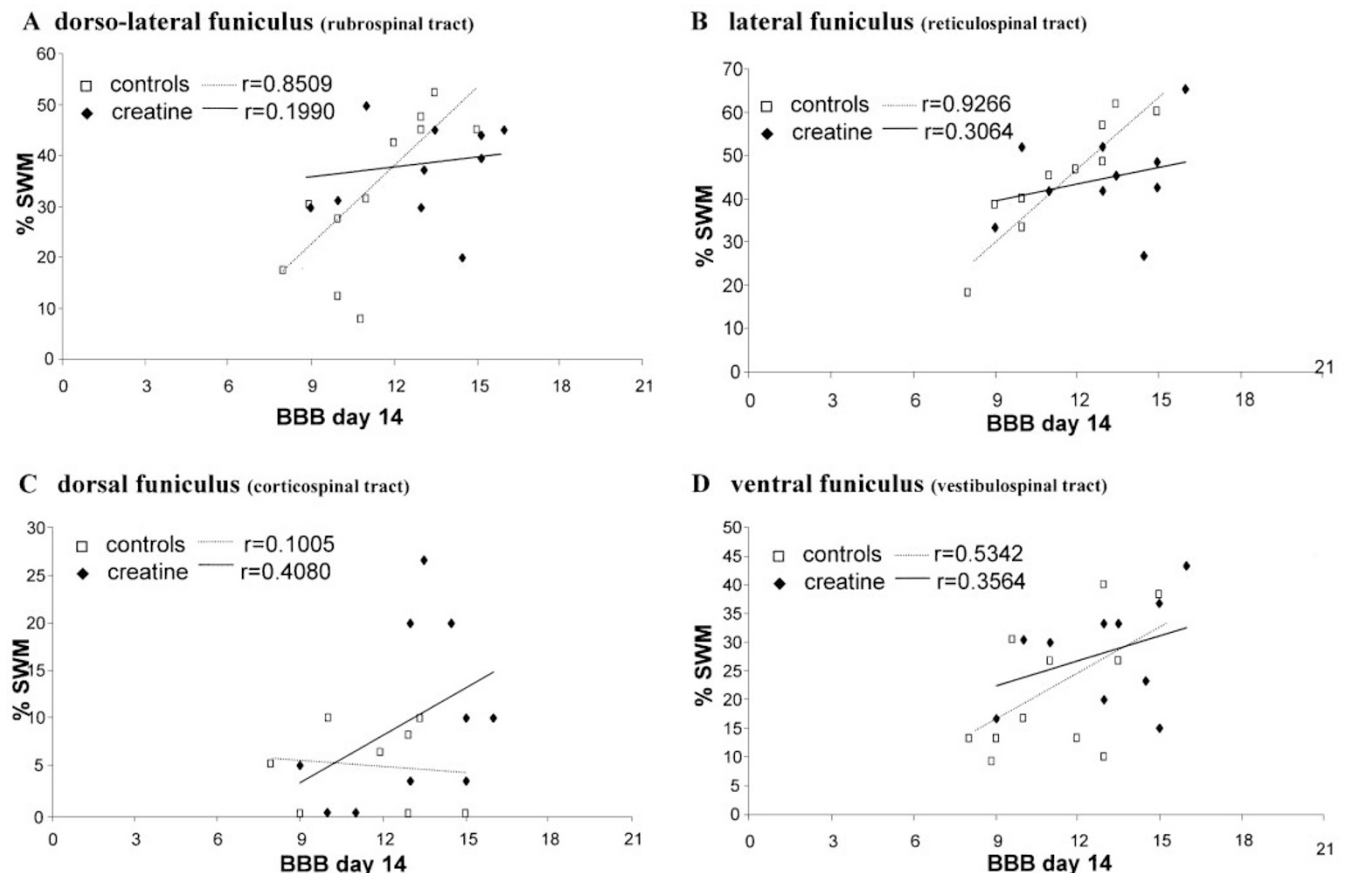 A dorso-lateral funiculus (rubrospinal tract)
60
50
40
30
20
10
0
% SWM
controls r=0.8509
creatine r=0.1990
0 3 6 9 12 15 18 21
BBB day 14
B lateral funiculus (reticulospinal tract)
70
60
50
40
30
20
10
0
% SWM
controls r=0.9266
creatine r=0.3064
21
0 3 6 9 12 15 18
BBB day 14
C dorsal funiculus (corticospinal tract)
30
25
20
15
10
5
0
% SWM
controls r=0.1005
creatine r=0.4080
0 3 6 9 12 15 18 21
BBB day 14
D ventral funiculus (vestibulospinal tract)
50
45
40
35
30
25
20
15
10
5
0
% SWM
controls r=0.5342
creatine r=0.3564
0 3 6 9 12 15 18 21
BBB day 14